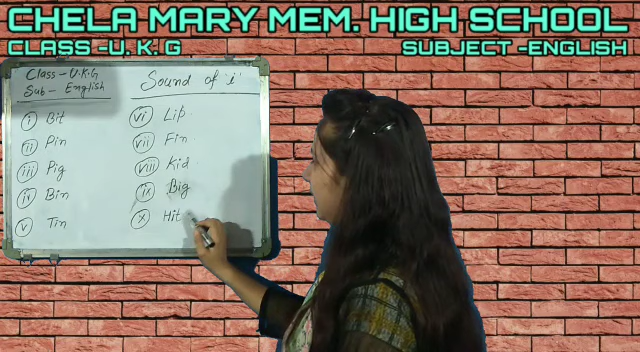 CHELA MARY MEM. HIGH SCHOOL
CLASS -U. K. G
SUBJECT -ENGLISH
Class - U.K.G
Sub - English
Sound of 'i'
(i) Bit
(ii) Pin
(iii) Pig
(iv) Bin
(v) Tin
(vi) Lip
(vii) Fin
(viii) Kid
(ix) Big
(x) Hit